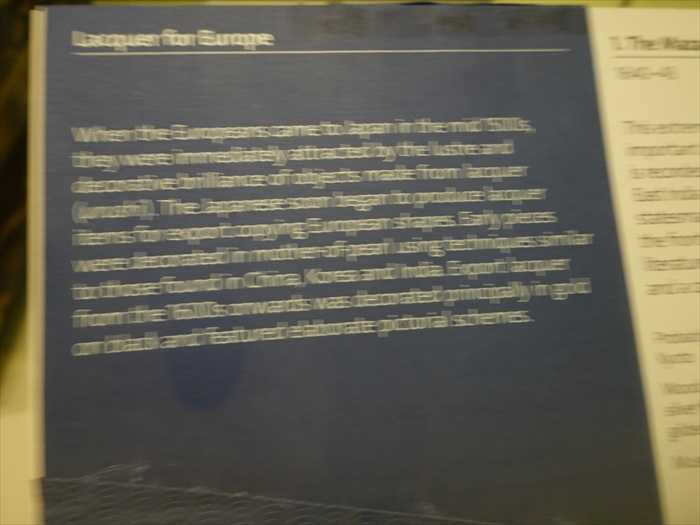 Lacquer for Europe
When the Europeans came to Japan in the mid 1500s,
they were immediately attracted by the lustre and
decorative brilliance of objects made from lacquer
(urushi). The Japanese soon began to produce lacquer
items for export copying European shapes. Early pieces
were decorated in mother-of-pearl using techniques similar
to those found in China, Korea and India. Export lacquer
from the 1600s onwards was decorated principally in gold
on black and featured elaborate pictorial schemes.
1. The